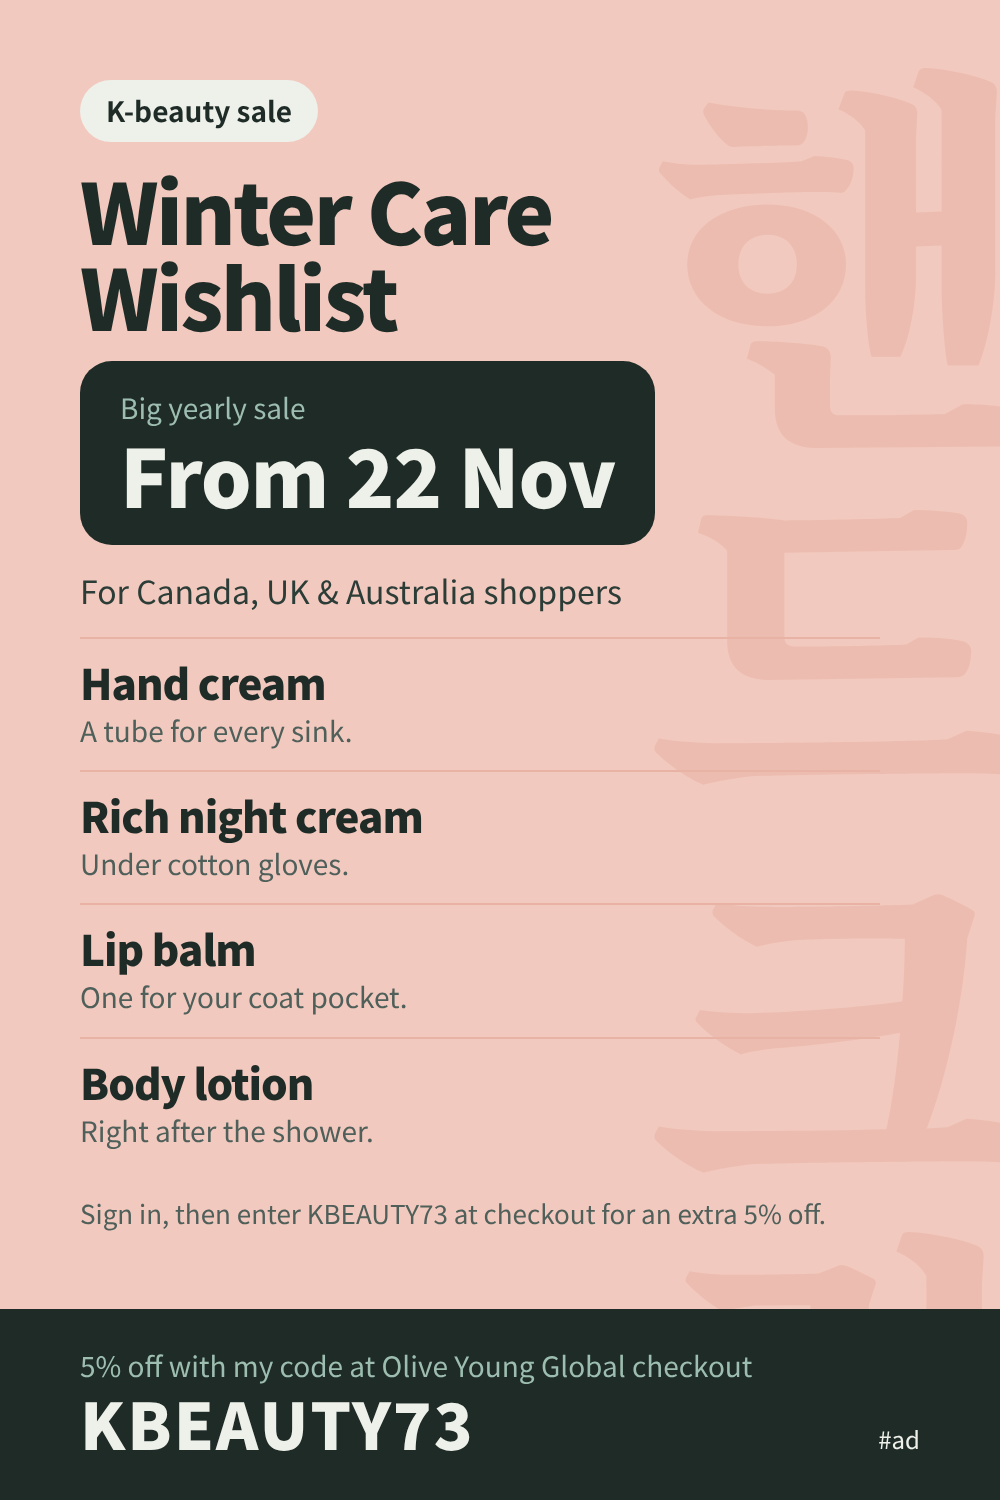 K-beauty sale
Winter Care
Wishlist
Big yearly sale
From 22 Nov
For Canada, UK & Australia shoppers
Hand cream
A tube for every sink.
Rich night cream
Under cotton gloves.
Lip balm
One for your coat pocket.
Body lotion
Right after the shower.
Sign in, then enter KBEAUTY73 at checkout for an extra 5% off.
5% off with my code at Olive Young Global checkout
KBEAUTY73
#ad
핸
드
크